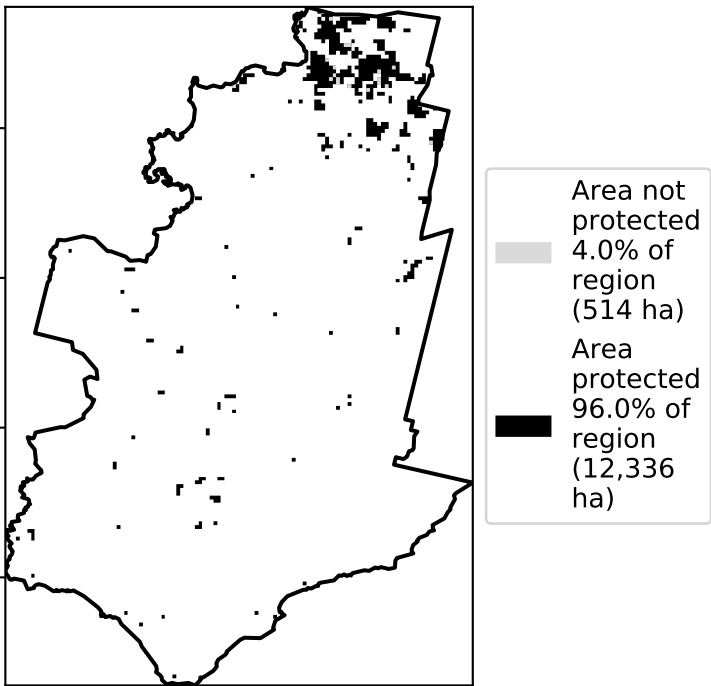 Area not
protected
4.0% of
region
(514 ha)
Area
protected
96.0% of
region
(12,336
ha)